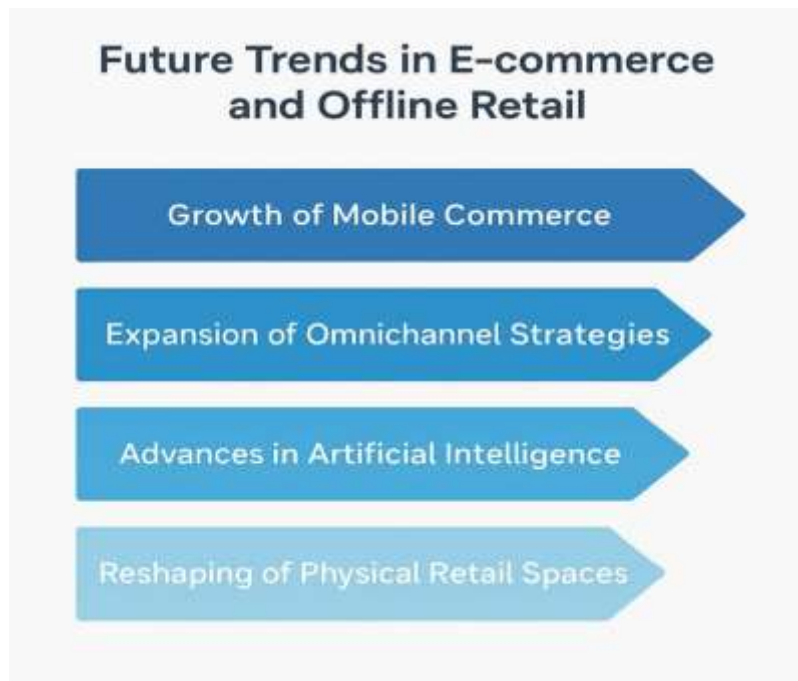 Future Trends in E-commerce
and Offline Retail
Growth of Mobile Commerce
Expansion of Omnichannel Strategies
Advances in Artificial Intelligence
Reshaping of Physical Retail Spaces